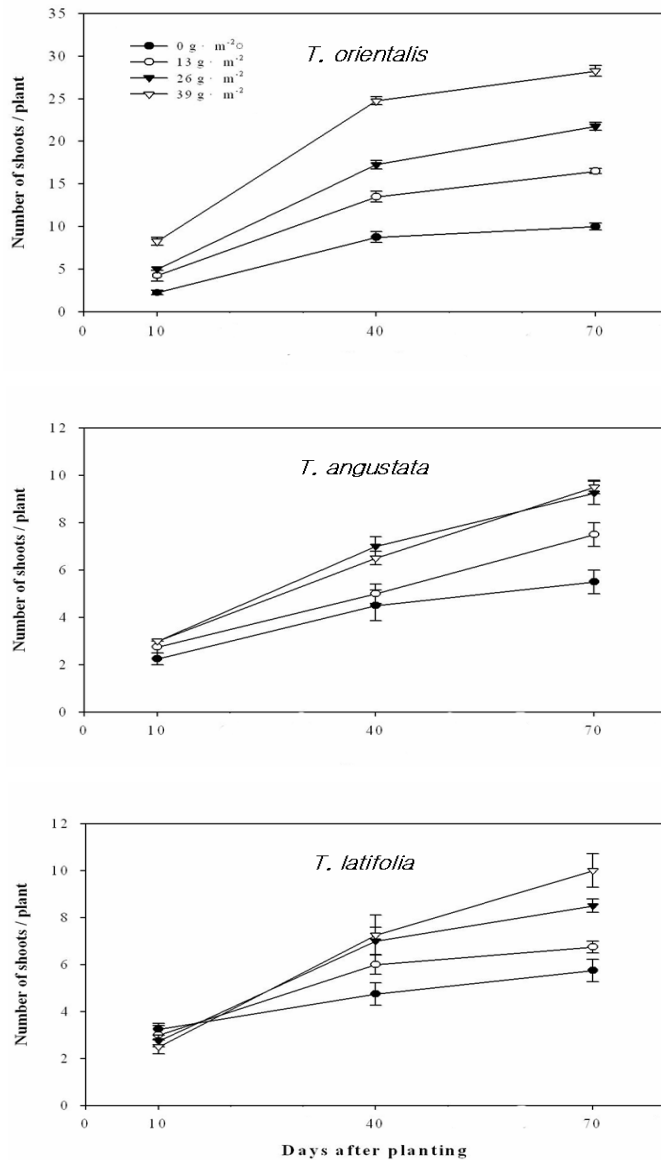 35
30
25
20
15
10
5
0
Number of shoots / plant
T. orientalis
0 g · m⁻²○
13 g · m⁻²
26 g · m⁻²
39 g · m⁻²
0 10 40 70
12
10
8
6
4
2
0
Number of shoots / plant
T. angustata
0 10 40 70
12
10
8
6
4
2
0
Number of shoots / plant
T. latifolia
0 10 40 70
Days after planting